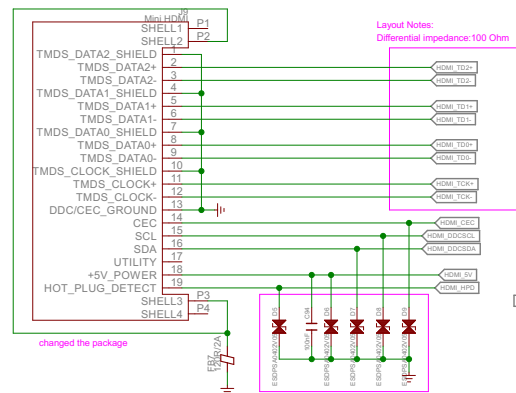 J9
Mini HDMI
SHELL1 P1
SHELL2 P2
TMDS_DATA2_SHIELD 1
TMDS_DATA2+ 2
TMDS_DATA2- 3
TMDS_DATA1_SHIELD 4
TMDS_DATA1+ 5
TMDS_DATA1- 6
TMDS_DATA0_SHIELD 7
TMDS_DATA0+ 8
TMDS_DATA0- 9
TMDS_CLOCK_SHIELD 10
TMDS_CLOCK+ 11
TMDS_CLOCK- 12
DDC/CEC_GROUND 13
CEC 14
SCL 15
SDA 16
UTILITY 17
+5V_POWER 18
HOT_PLUG_DETECT 19
SHELL3 P3
SHELL4 P4
changed the package
Layout Notes:
Differential impedance:100 Ohm
HDMI_TD2+
HDMI_TD2-
HDMI_TD1+
HDMI_TD1-
HDMI_TD0+
HDMI_TD0-
HDMI_TCK+
HDMI_TCK-
HDMI_CEC
HDMI_DDCSCL
HDMI_DDCSDA
HDMI_5V
HDMI_HPD
FB7
120R/2A
D5
C94
100nF
D6
D7
D8
D9